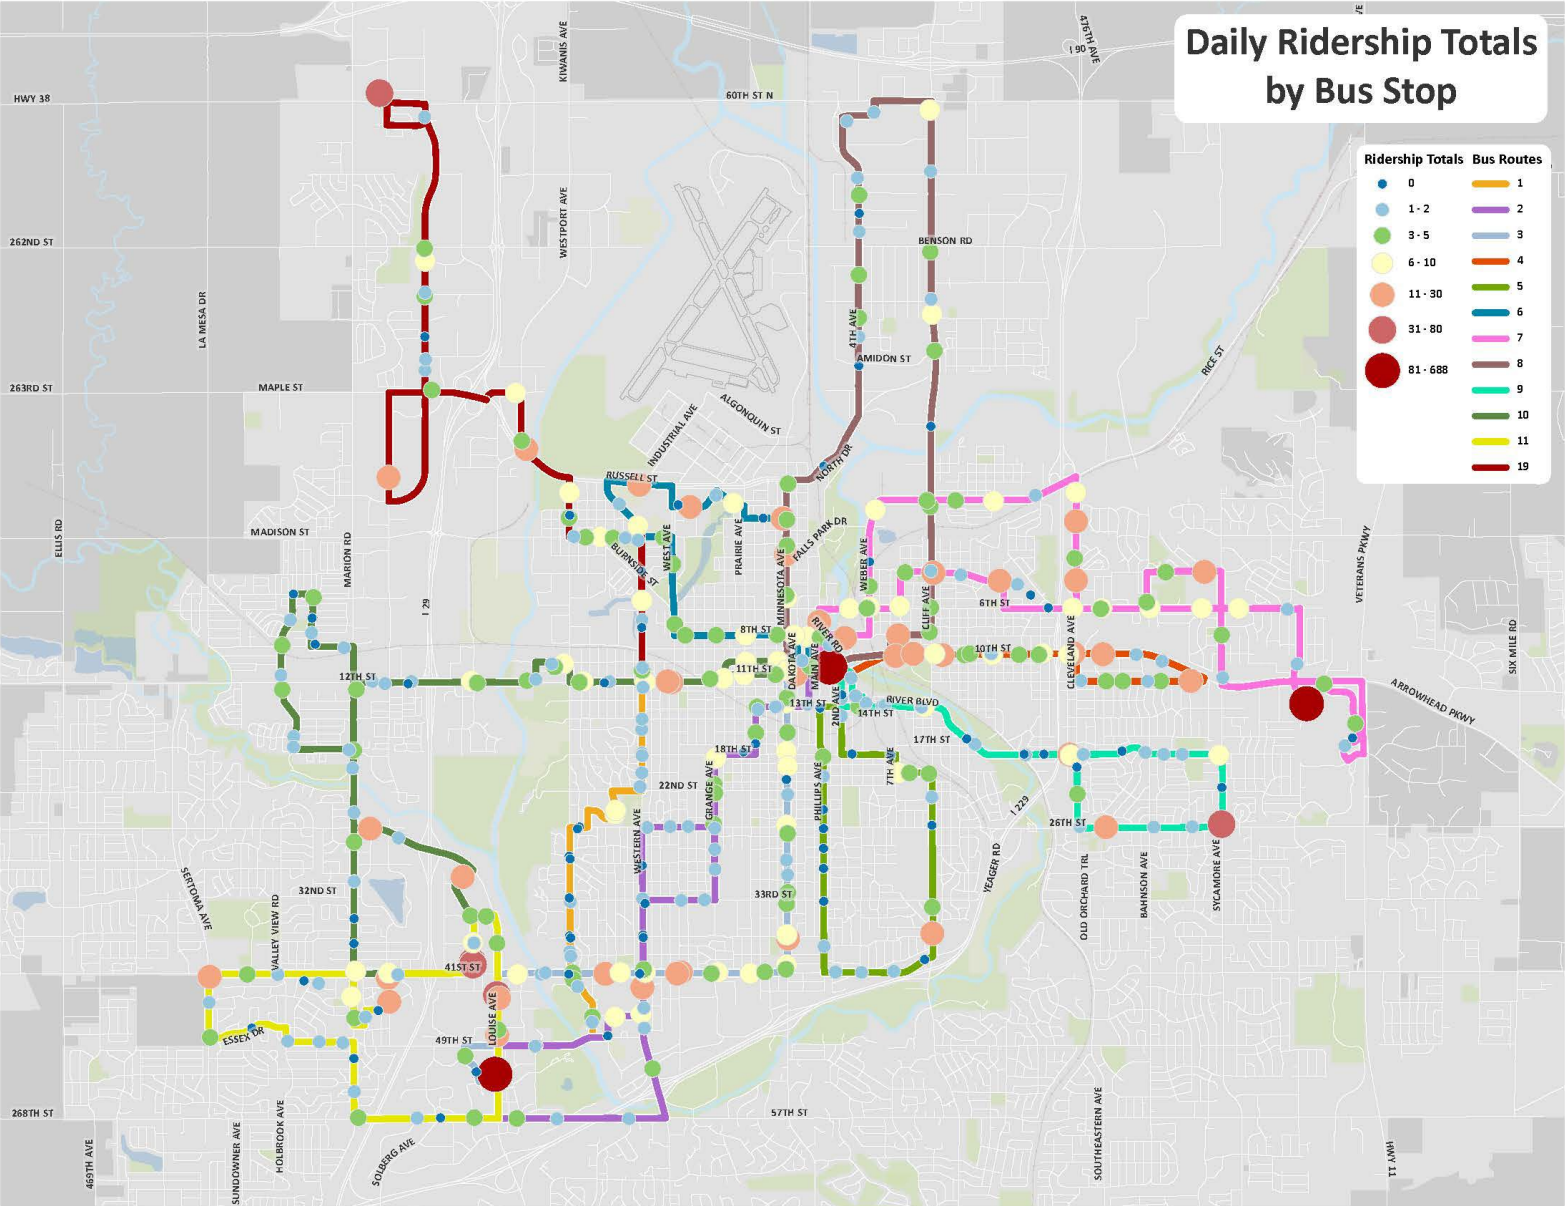 Daily Ridership Totals
by Bus Stop
Ridership Totals
Bus Routes
0
1 - 2
3 - 5
6 - 10
11 - 30
31 - 80
81 - 688
1
2
3
4
5
6
7
8
9
10
11
19
KIWANIS AVE
476TH AVE
I 90
VE
HWY 38
60TH ST N
WESTPORT AVE
262ND ST
BENSON RD
LA MESA DR
4TH AVE
AMIDON ST
RICE ST
263RD ST
MAPLE ST
ALGONQUIN ST
INDUSTRIAL AVE
NORTH DR
RUSSELL ST
ELLIS RD
MADISON ST
MARION RD
BURNSIDE ST
WEST AVE
PRAIRIE AVE
FALLS PARK DR
MINNESOTA AVE
WEBER AVE
VETERANS PKWY
I 29
CLIFF AVE
6TH ST
8TH ST
RIVER RD
CLEVELAND AVE
SIX MILE RD
10TH ST
11TH ST
DAKOTA AVE
MAIN AVE
12TH ST
ARROWHEAD PKWY
13TH ST
2ND AVE
RIVER BLVD
14TH ST
17TH ST
18TH ST
7TH AVE
22ND ST
GRANGE AVE
PHILLIPS AVE
I 229
26TH ST
WESTERN AVE
YEAGER RD
OLD ORCHARD TRL
BAHNSON AVE
SYCAMORE AVE
SERTOMA AVE
32ND ST
33RD ST
VALLEY VIEW RD
41ST ST
LOUISE AVE
ESSEX DR
49TH ST
268TH ST
57TH ST
469TH AVE
SUNDOWNER AVE
HOLBROOK AVE
SOLBERG AVE
SOUTHEASTERN AVE
HWY 11